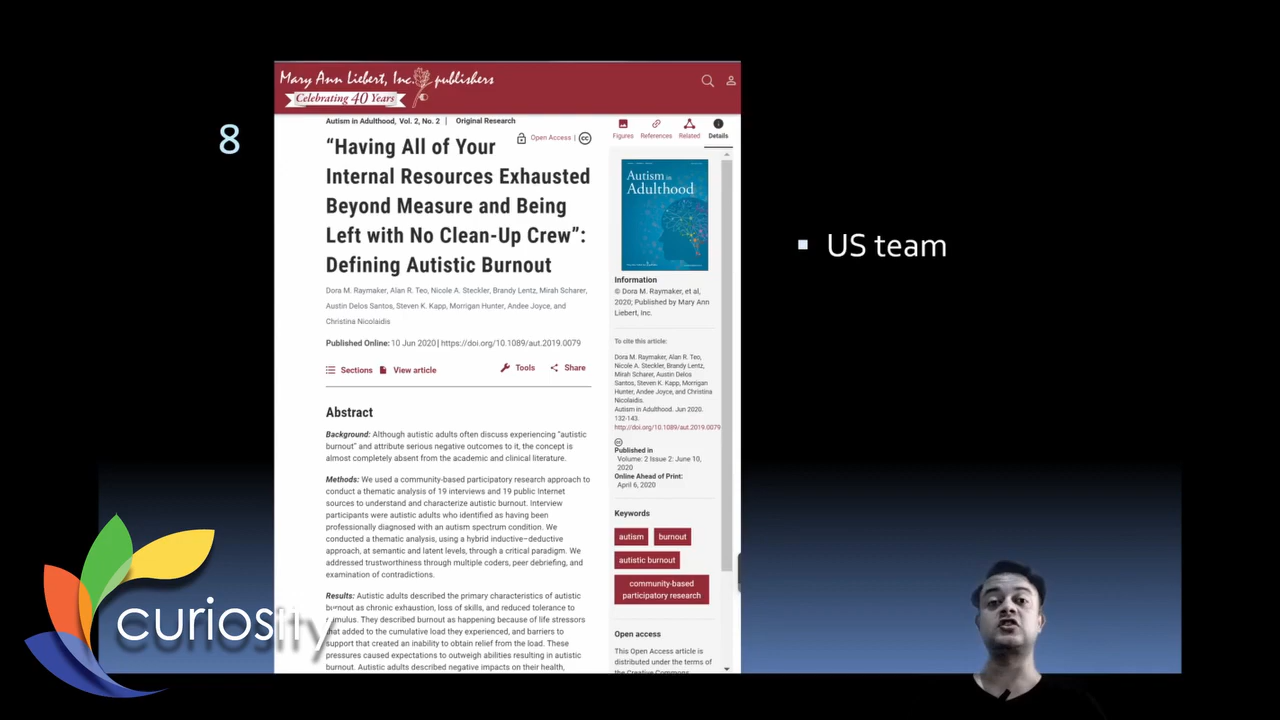 8
Mary Ann Liebert, Inc. publishers
Celebrating 40 Years
Autism in Adulthood, Vol. 2, No. 2 | Original Research
Open Access |
“Having All of Your
Internal Resources Exhausted
Beyond Measure and Being
Left with No Clean-Up Crew”:
Defining Autistic Burnout
Dora M. Raymaker, Alan R. Teo, Nicole A. Steckler, Brandy Lentz, Mirah Scharer,
Austin Delos Santos, Steven K. Kapp, Morrigan Hunter, Andee Joyce, and
Christina Nicolaidis
Published Online: 10 Jun 2020 | https://doi.org/10.1089/aut.2019.0079
Sections View article Tools Share
Abstract
Background: Although autistic adults often discuss experiencing “autistic
burnout” and attribute serious negative outcomes to it, the concept is
almost completely absent from the academic and clinical literature.
Methods: We used a community-based participatory research approach to
conduct a thematic analysis of 19 interviews and 19 public Internet
sources to understand and characterize autistic burnout. Interview
participants were autistic adults who identified as having been
professionally diagnosed with an autism spectrum condition. We
conducted a thematic analysis, using a hybrid inductive–deductive
approach, at semantic and latent levels, through a critical paradigm. We
addressed trustworthiness through multiple coders, peer debriefing, and
examination of contradictions.
Results: Autistic adults described the primary characteristics of autistic
burnout as chronic exhaustion, loss of skills, and reduced tolerance to
stimulus. They described burnout as happening because of life stressors
that added to the cumulative load they experienced, and barriers to
support that created an inability to obtain relief from the load. These
pressures caused expectations to outweigh abilities resulting in autistic
burnout. Autistic adults described negative impacts on their health,
Figures References Related Details
Autism in
Adulthood
Information
© Dora M. Raymaker, et al,
2020; Published by Mary Ann
Liebert, Inc.
To cite this article:
Dora M. Raymaker, Alan R. Teo,
Nicole A. Steckler, Brandy Lentz,
Mirah Scharer, Austin Delos
Santos, Steven K. Kapp, Morrigan
Hunter, Andee Joyce, and Christina
Nicolaidis.
Autism in Adulthood. Jun 2020.
132-143.
http://doi.org/10.1089/aut.2019.0079
Published in
Volume: 2 Issue 2: June 10,
2020
Online Ahead of Print:
April 6, 2020
Keywords
autism burnout
autistic burnout
community-based
participatory research
Open access
This Open Access article is
distributed under the terms of
the Creative Commons
US team
curiosity